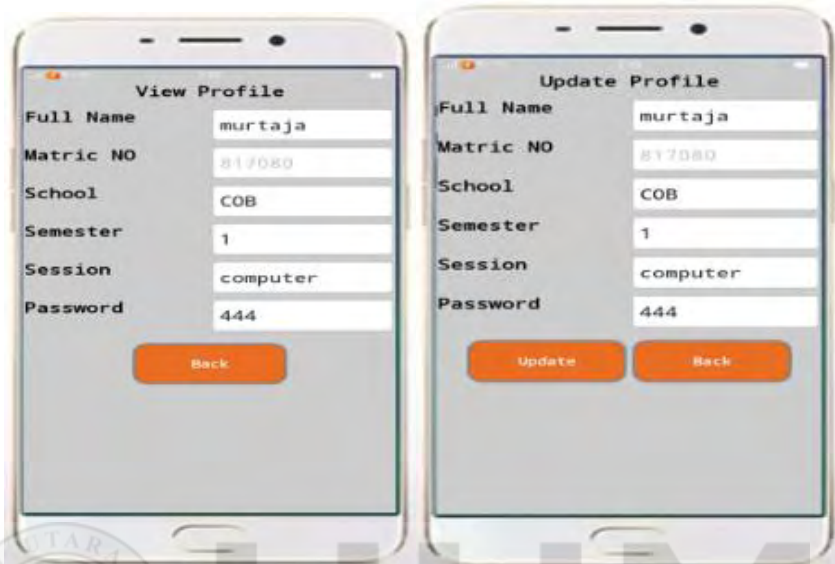 View Profile
Full Name murtaja
Matric NO 817080
School COB
Semester 1
Session computer
Password 444
Back
Update Profile
Full Name murtaja
Matric NO 817080
School COB
Semester 1
Session computer
Password 444
Update Back
UTARA